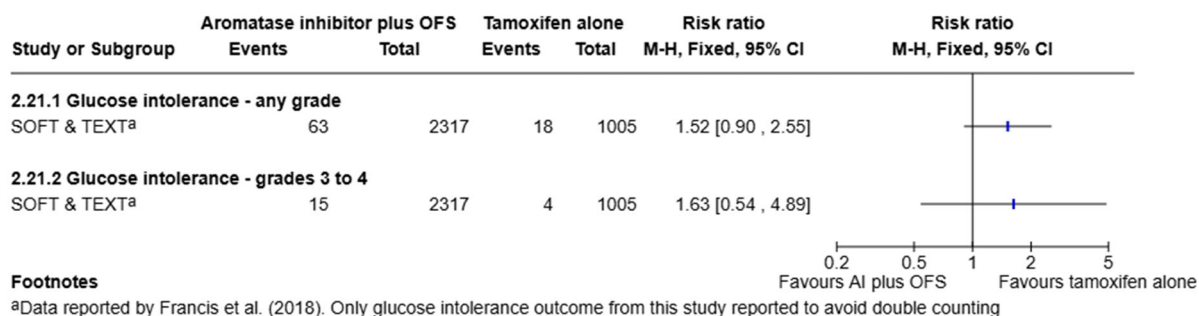 Aromatase inhibitor plus OFS Tamoxifen alone Risk ratio Risk ratio
Study or Subgroup Events Total Events Total M-H, Fixed, 95% CI M-H, Fixed, 95% CI
2.21.1 Glucose intolerance - any grade
SOFT & TEXTa 63 2317 18 1005 1.52 [0.90 , 2.55]
2.21.2 Glucose intolerance - grades 3 to 4
SOFT & TEXTa 15 2317 4 1005 1.63 [0.54 , 4.89]
0.2 0.5 1 2 5
Footnotes Favours AI plus OFS Favours tamoxifen alone
aData reported by Francis et al. (2018). Only glucose intolerance outcome from this study reported to avoid double counting